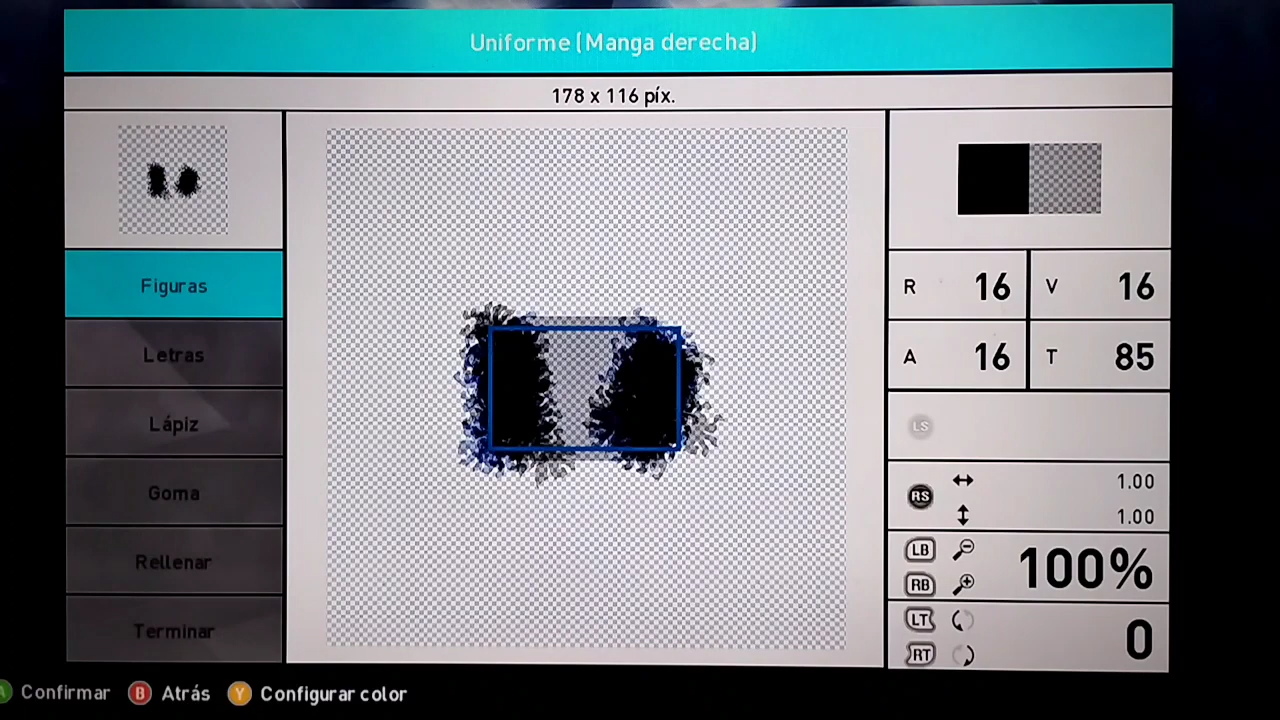 Uniforme (Manga derecha)
178 x 116 píx.
Figuras
Letras
Lápiz
Goma
Rellenar
Terminar
R 16
V 16
A 16
T 85
LS
RS
1.00
1.00
LB
RB
100%
LT
RT
0
A Confirmar B Atrás Y Configurar color